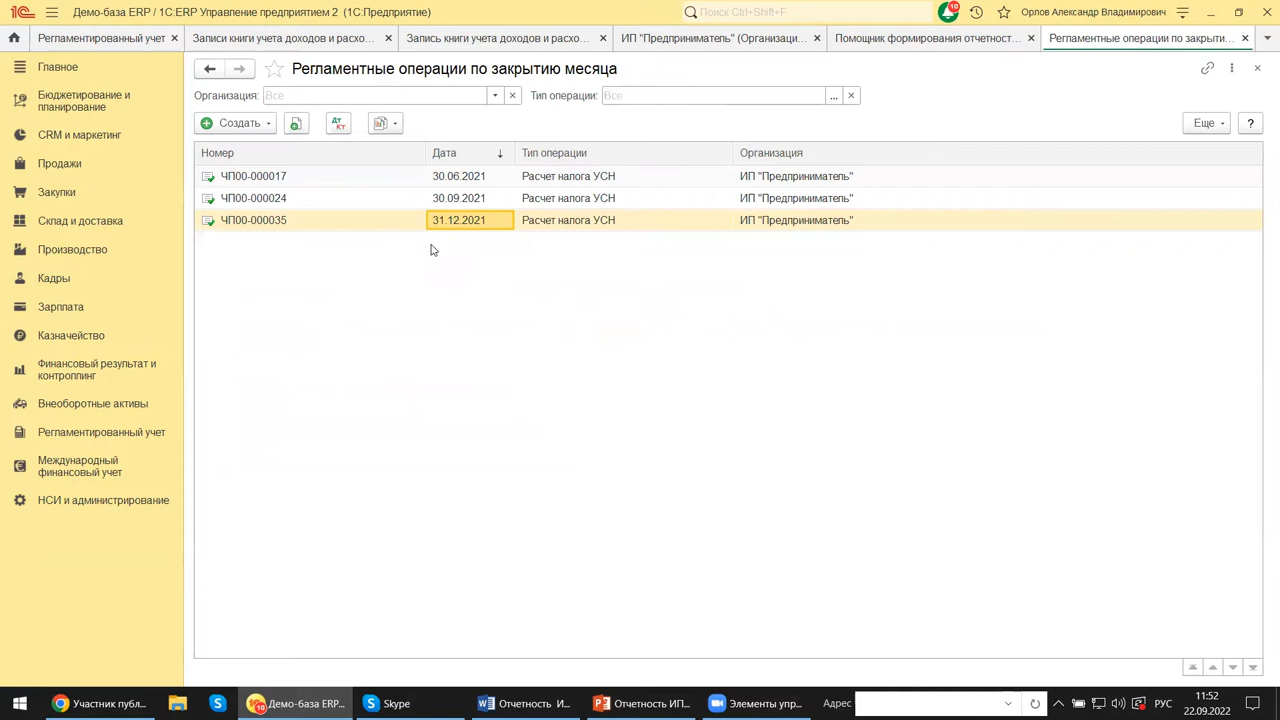 Демо-база ERP / 1С:ERP Управление предприятием 2 (1С:Предприятие)
Поиск Ctrl+Shift+F
10
Орлов Александр Владимирович
Регламентированный учет
Записи книги учета доходов и расхо...
Запись книги учета доходов и расхо...
ИП "Предприниматель" (Организаци...
Помощник формирования отчетност...
Регламентные операции по закрыти...
Главное
Бюджетирование и
планирование
CRM и маркетинг
Продажи
Закупки
Склад и доставка
Производство
Кадры
Зарплата
Казначейство
Финансовый результат и
контроллинг
Внеоборотные активы
Регламентированный учет
Международный
финансовый учет
НСИ и администрирование
Регламентные операции по закрытию месяца
Организация: Все
Тип операции: Все
...
Создать
Дт
Кт
Еще
?
Номер Дата Тип операции Организация
ЧП00-000017 30.06.2021 Расчет налога УСН ИП "Предприниматель"
ЧП00-000024 30.09.2021 Расчет налога УСН ИП "Предприниматель"
ЧП00-000035 31.12.2021 Расчет налога УСН ИП "Предприниматель"
Участник публ...
Демо-база ERP...
Skype
Отчетность И...
Отчетность ИП...
Элементы упр...
Адрес
РУС
11:52
22.09.2022